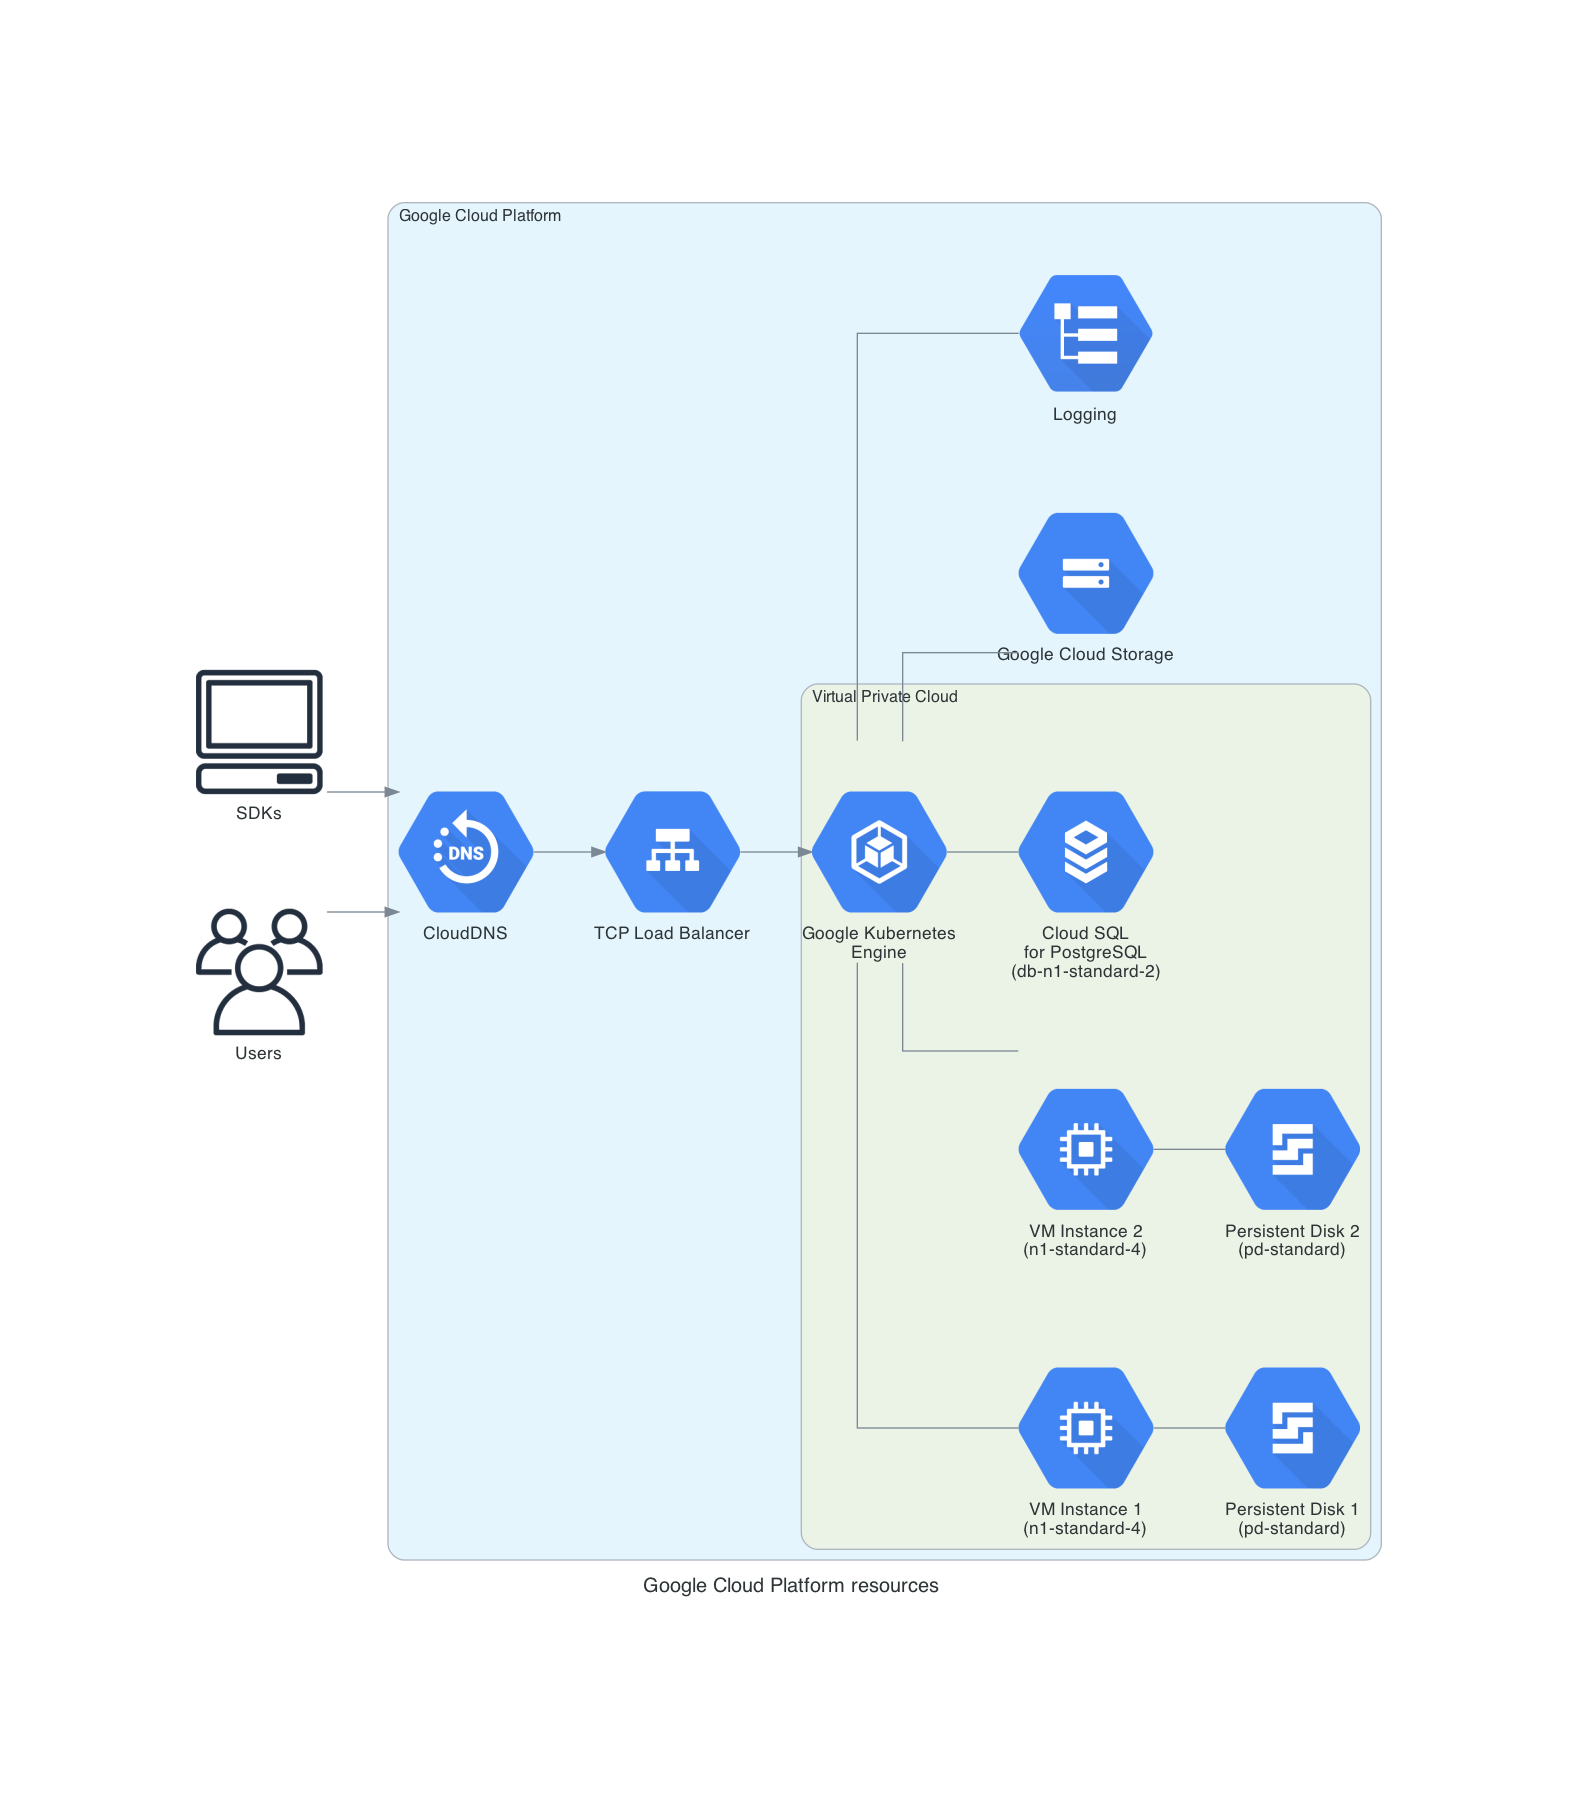 Google Cloud Platform
Logging
Google Cloud Storage
Virtual Private Cloud
SDKs
DNS
CloudDNS
TCP Load Balancer
Google Kubernetes
Engine
Cloud SQL
for PostgreSQL
(db-n1-standard-2)
Users
VM Instance 2
(n1-standard-4)
Persistent Disk 2
(pd-standard)
VM Instance 1
(n1-standard-4)
Persistent Disk 1
(pd-standard)
Google Cloud Platform resources